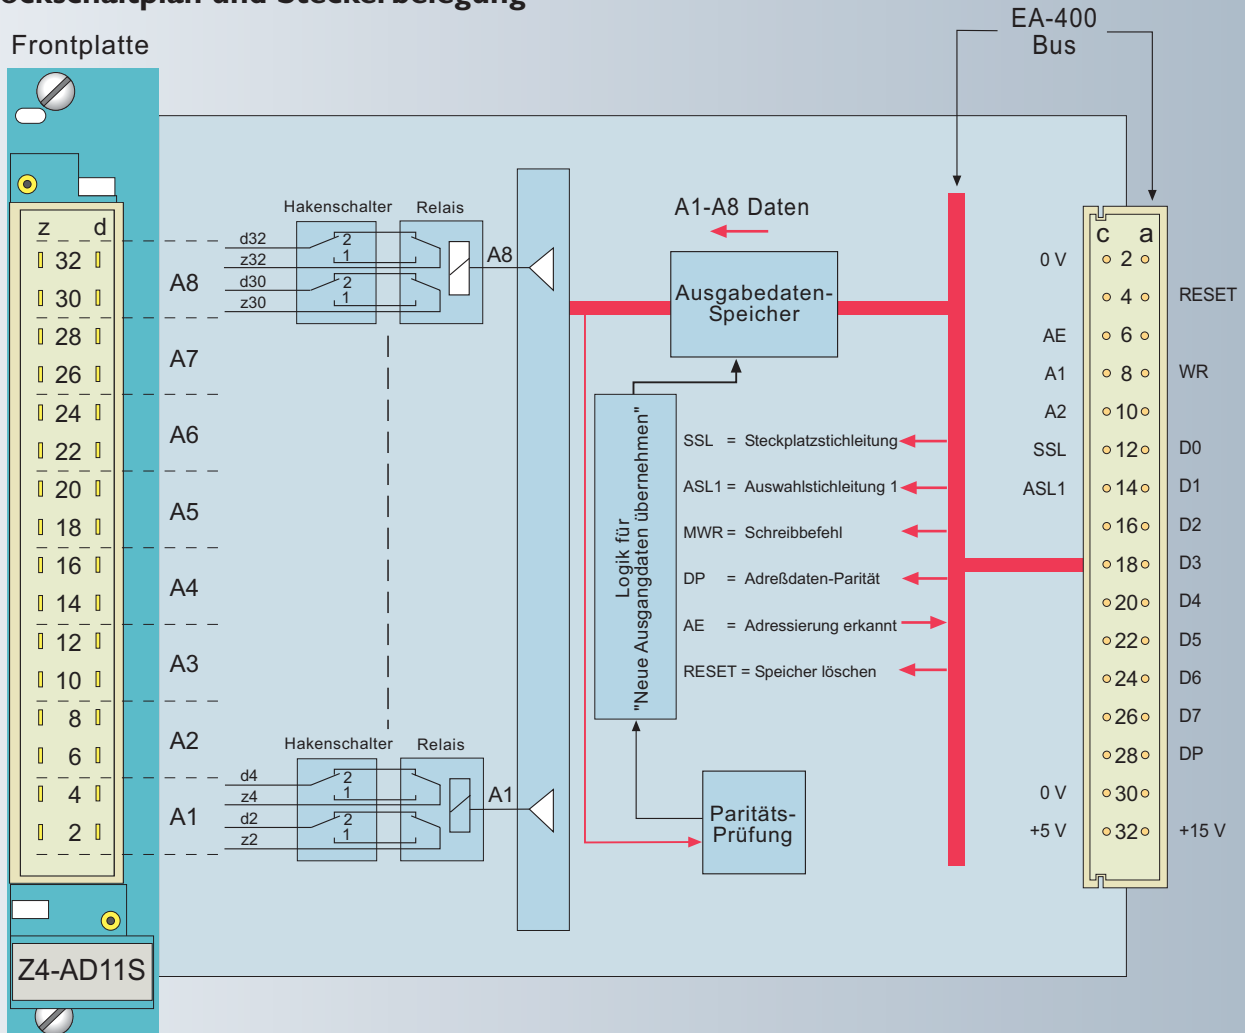 Blockschaltplan und Steckerbelegung
EA-400
Bus
Frontplatte
z d
32
30
28
26
24
22
20
18
16
14
12
10
8
6
4
2
A8
A7
A6
A5
A4
A3
A2
A1
Z4-AD11S
Hakenschalter Relais
d32
z32
d30
z30
2
1
2
1
A8
Hakenschalter Relais
d4
z4
d2
z2
2
1
2
1
A1
A1-A8 Daten
Ausgabedaten-
Speicher
Logik für
"Neue Ausgangdaten übernehmen"
SSL = Steckplatzstichleitung
ASL1 = Auswahlstichleitung 1
MWR = Schreibbefehl
DP = Adreßdaten-Parität
AE = Adressierung erkannt
RESET = Speicher löschen
Paritäts-
Prüfung
c a
0 V 2
4 RESET
AE 6
A1 8 WR
A2 10
SSL 12 D0
ASL1 14 D1
16 D2
18 D3
20 D4
22 D5
24 D6
26 D7
28 DP
0 V 30
+5 V 32 +15 V